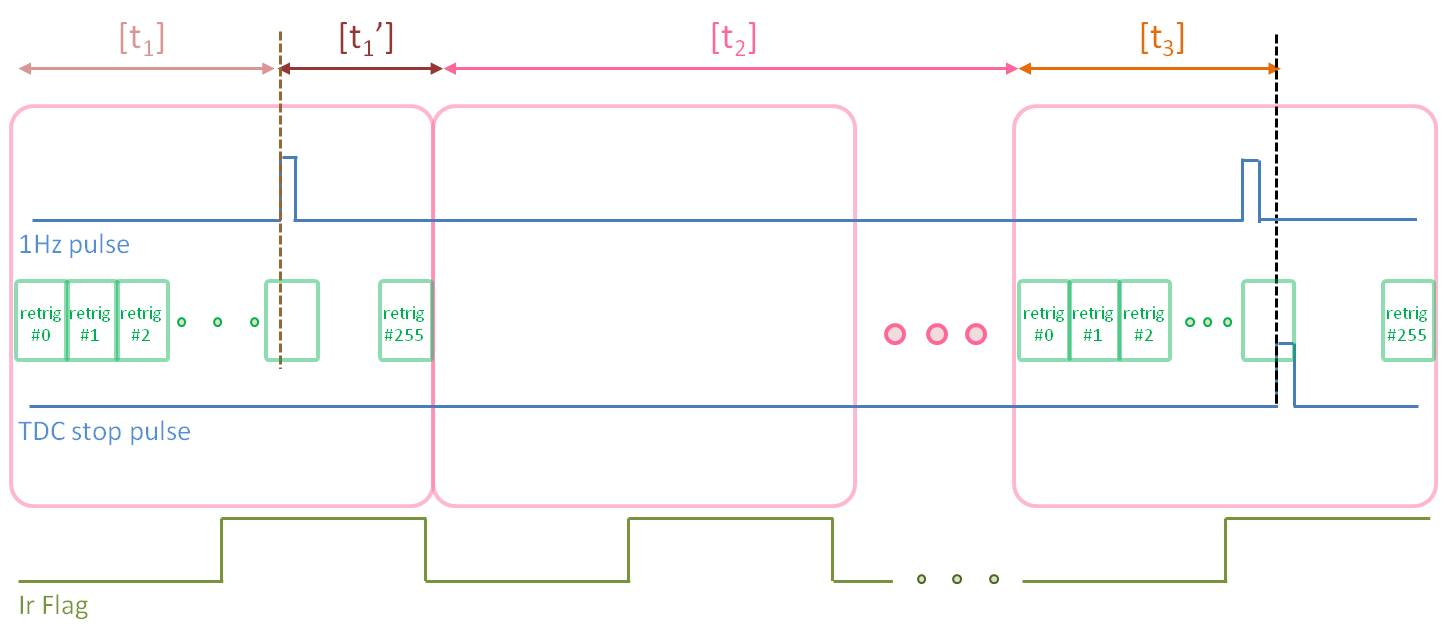 [t₁] [t₁’] [t₂] [t₃]
1Hz pulse
retrig retrig retrig retrig retrig retrig retrig retrig
#0 #1 #2 #255 #0 #1 #2 #255
TDC stop pulse
Ir Flag